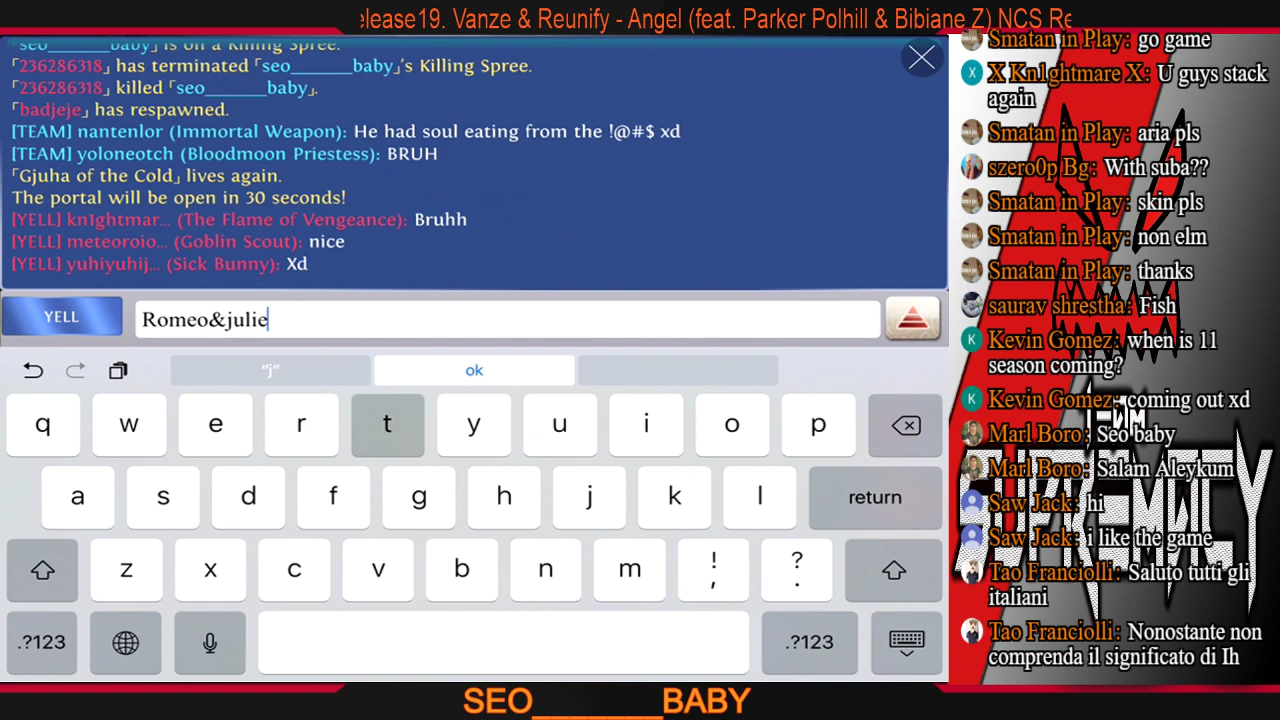 elease19. Vanze & Reunify - Angel (feat. Parker Polhill & Bibiane Z) NCS Re
「seo_______baby」 is on a Killing Spree.
「236286318」 has terminated 「seo_______baby」's Killing Spree.
「236286318」 killed 「seo_______baby」.
「badjeje」 has respawned.
[TEAM] nantenlor (Immortal Weapon): He had soul eating from the !@#$ xd
[TEAM] yoloneotch (Bloodmoon Priestess): BRUH
「Gjuha of the Cold」 lives again.
The portal will be open in 30 seconds!
[YELL] kn1ghtmar... (The Flame of Vengeance): Bruhh
[YELL] meteoroio... (Goblin Scout): nice
[YELL] yuhiyuhij... (Sick Bunny): Xd
YELL
Romeo&julie
"j"
ok
q w e r t y u i o p
a s d f g h j k l return
z x c v b n m ! , ? .
.?123 .?123
Smatan in Play: go game
X X Kn1ghtmare X: U guys stack
again
Smatan in Play: aria pls
szero0p Bg: With suba??
Smatan in Play: skin pls
Smatan in Play: non elm
Smatan in Play: thanks
saurav shrestha: Fish
K Kevin Gomez: when is 11
season coming?
K Kevin Gomez: coming out xd
Marl Boro: Seo baby
Marl Boro: Salam Aleykum
Saw Jack: hi
Saw Jack: i like the game
Tao Franciolli: Saluto tutti gli
italiani
Tao Franciolli: Nonostante non
comprenda il significato di Ih
TEAM
SUPREMACY
SEO_______BABY